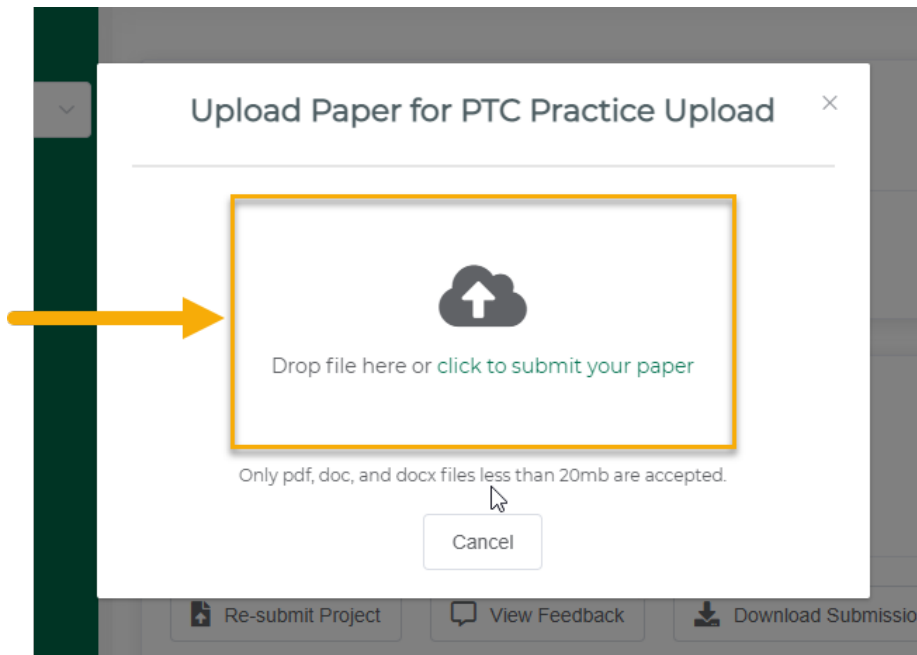 Upload Paper for PTC Practice Upload
Drop file here or click to submit your paper
Only pdf, doc, and docx files less than 20mb are accepted.
Cancel
Re-submit Project View Feedback Download Submissio